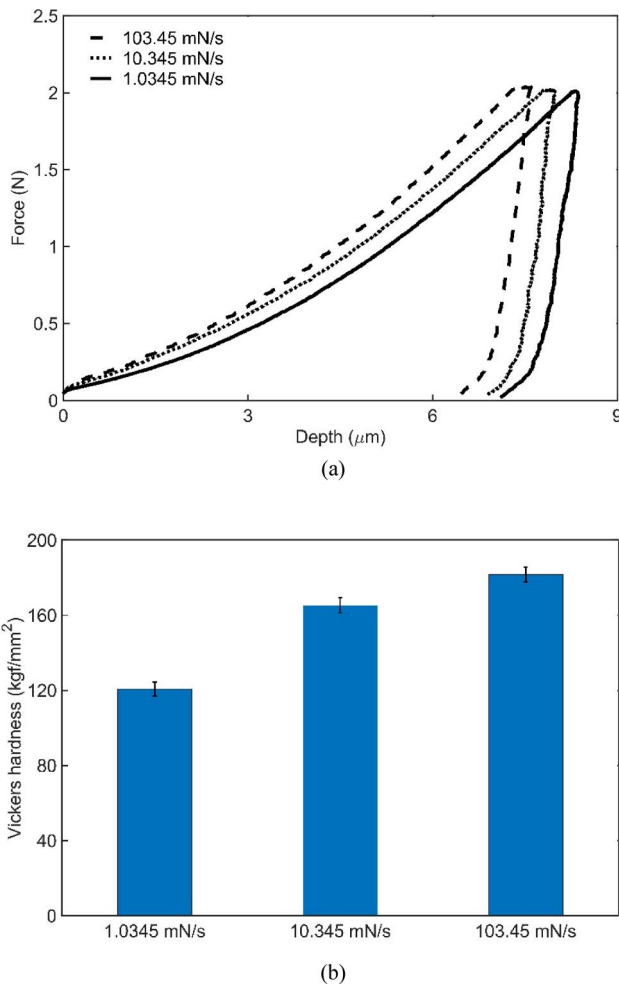 2.5
103.45 mN/s
10.345 mN/s
1.0345 mN/s
2
1.5
Force (N)
1
0.5
0
0 3 6 9
Depth (μm)
(a)
200
160
Vickers hardness (kgf/mm²)
120
80
40
0
1.0345 mN/s 10.345 mN/s 103.45 mN/s
(b)